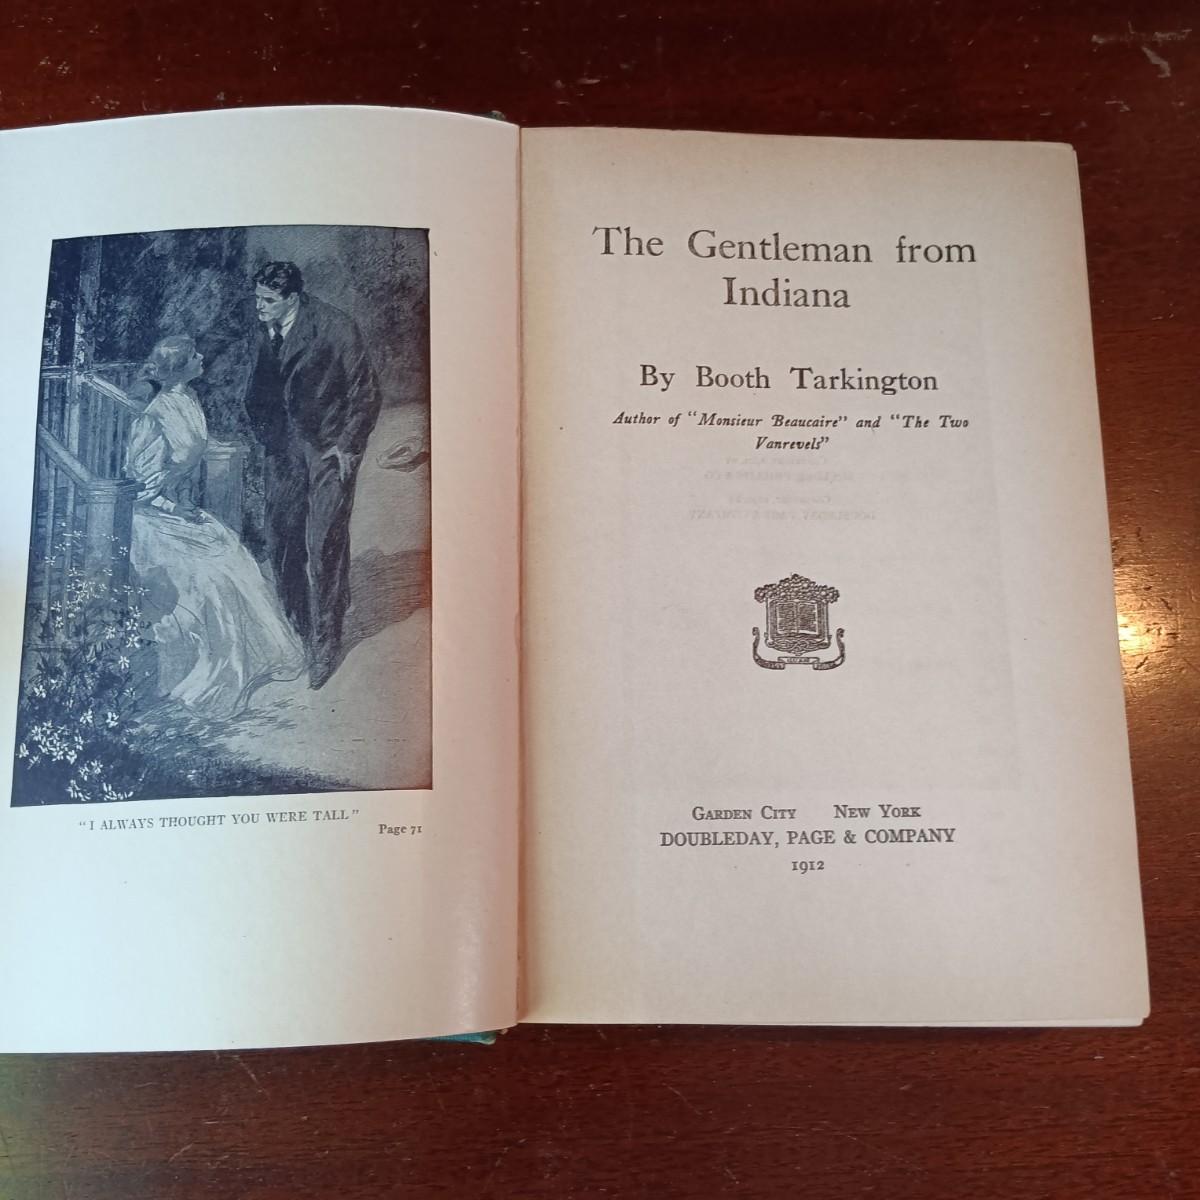 "I ALWAYS THOUGHT YOU WERE TALL"
Page 71
The Gentleman from
Indiana
By Booth Tarkington
Author of "Monsieur Beaucaire" and "The Two
Vanrevels"
GARDEN CITY NEW YORK
DOUBLEDAY, PAGE & COMPANY
1912